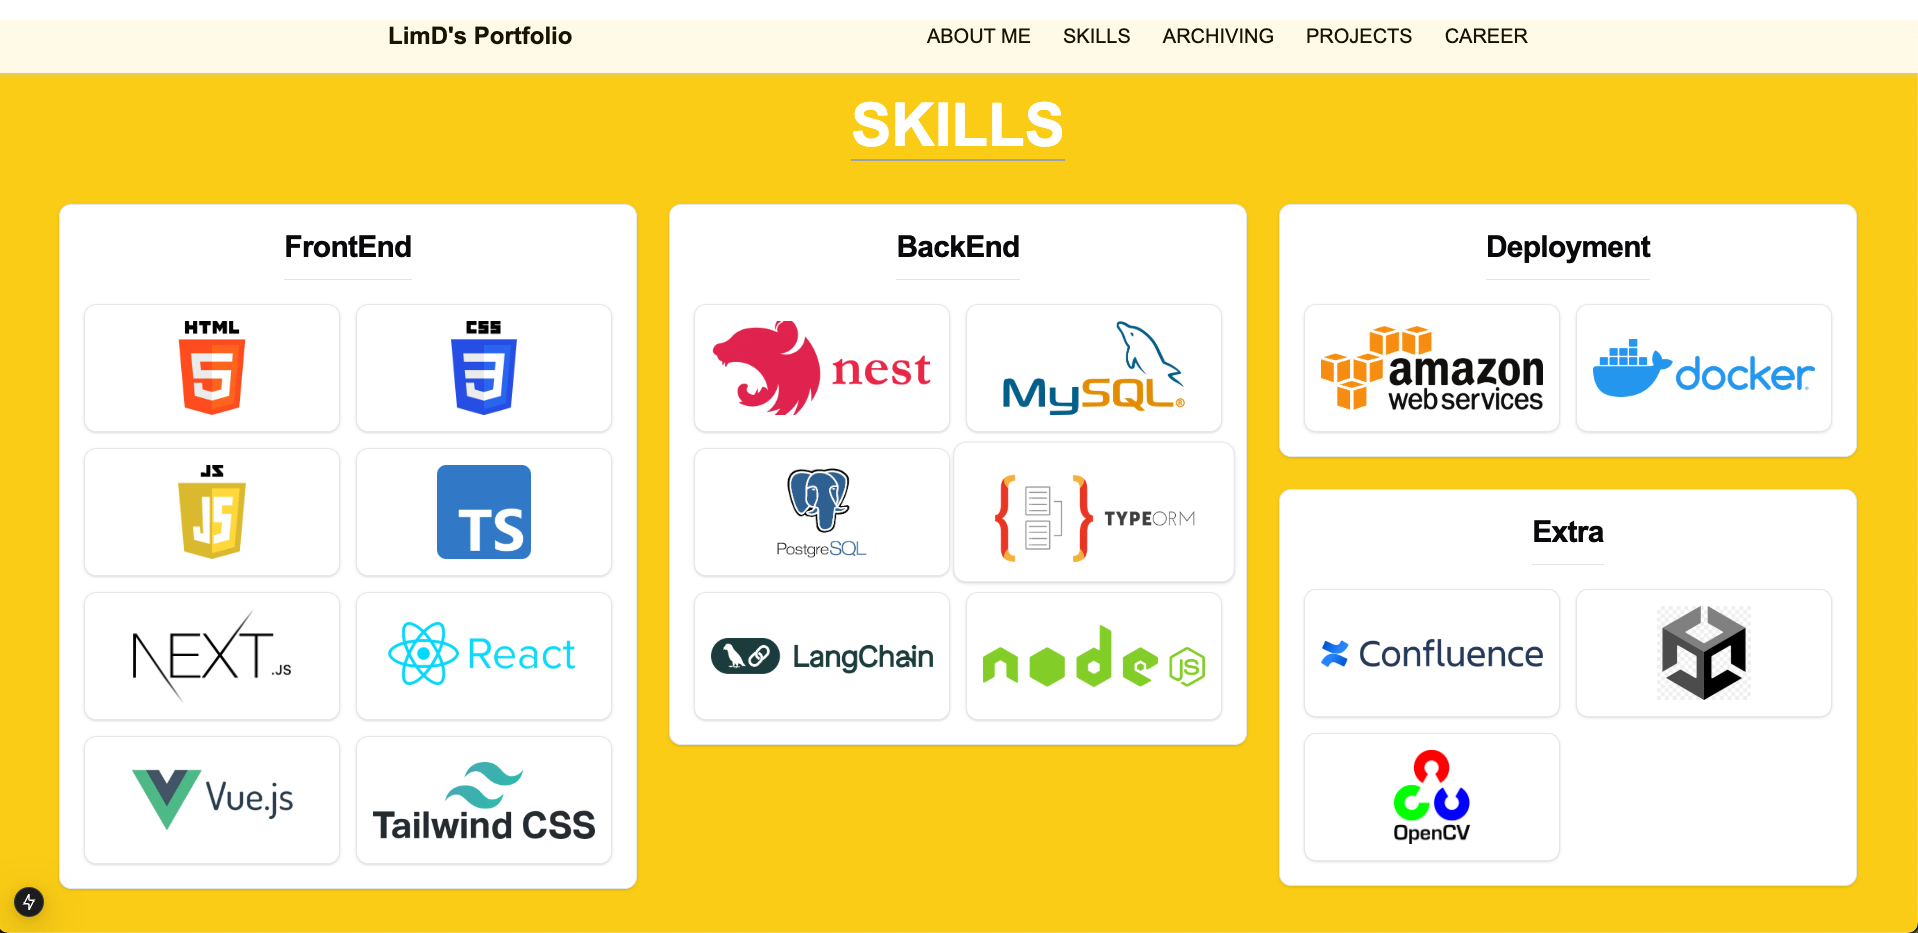 LimD's Portfolio
ABOUT ME SKILLS ARCHIVING PROJECTS CAREER
SKILLS
FrontEnd
HTML
5
CSS
3
JS
JS
TS
NEXT.JS
React
Vue.js
Tailwind CSS
BackEnd
nest
MySQL®
PostgreSQL
TYPEORM
LangChain
node
JS
Deployment
amazon
web services
docker
Extra
Confluence
OpenCV